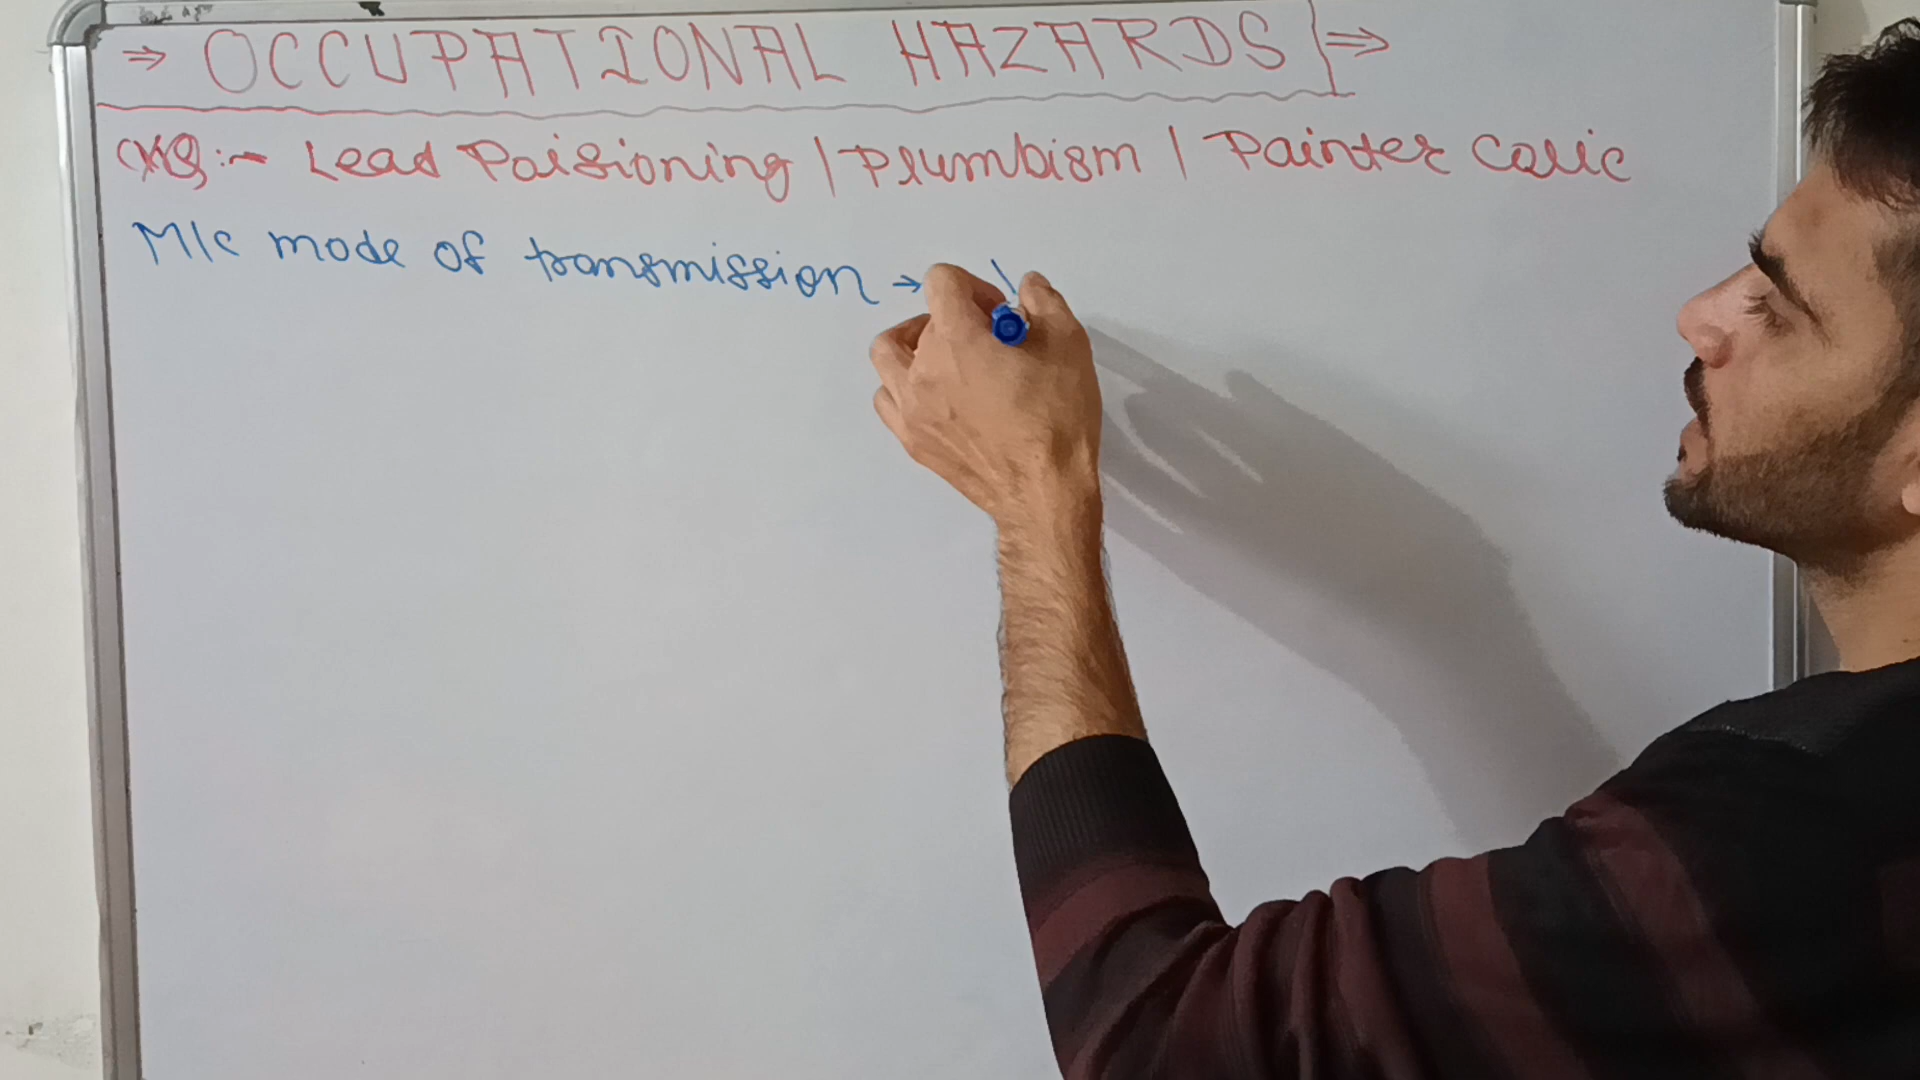 ⇒ OCCUPATIONAL HAZARDS}⇒
:- Lead Poisioning / Plumbism / Painter Colic
M/c mode of transmission →